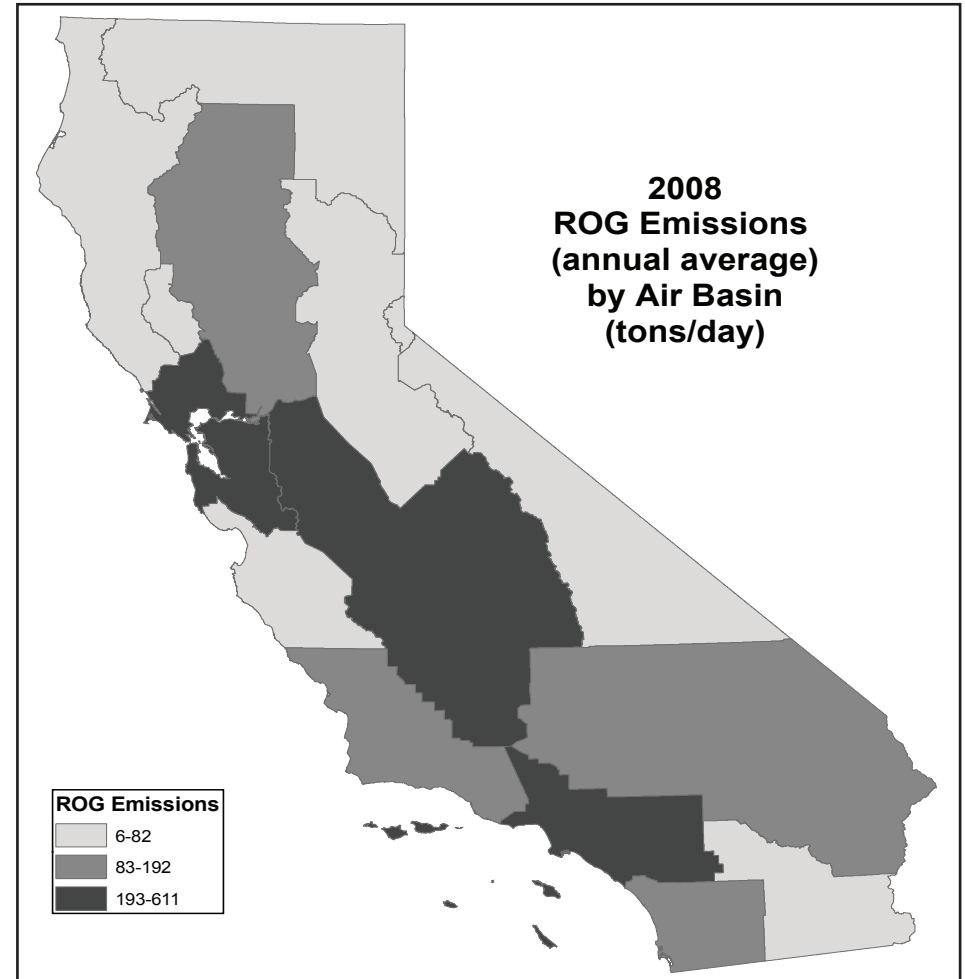 2008
ROG Emissions
(annual average)
by Air Basin
(tons/day)
ROG Emissions
6-82
83-192
193-611